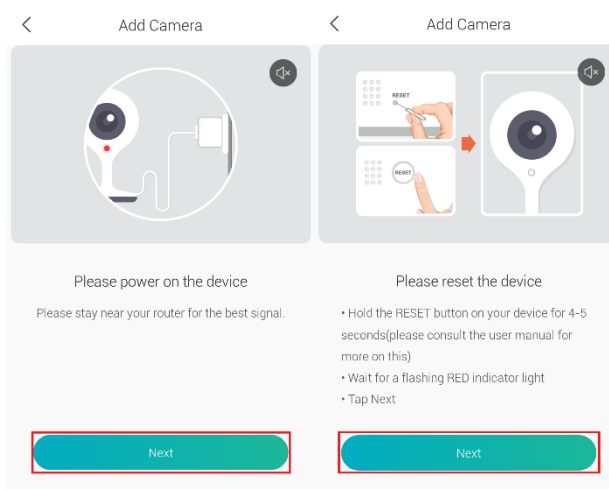 Add Camera
Please power on the device
Please stay near your router for the best signal.
Next
Add Camera
RESET
RESET
Please reset the device
• Hold the RESET button on your device for 4-5
seconds(please consult the user manual for
more on this)
• Wait for a flashing RED indicator light
• Tap Next
Next